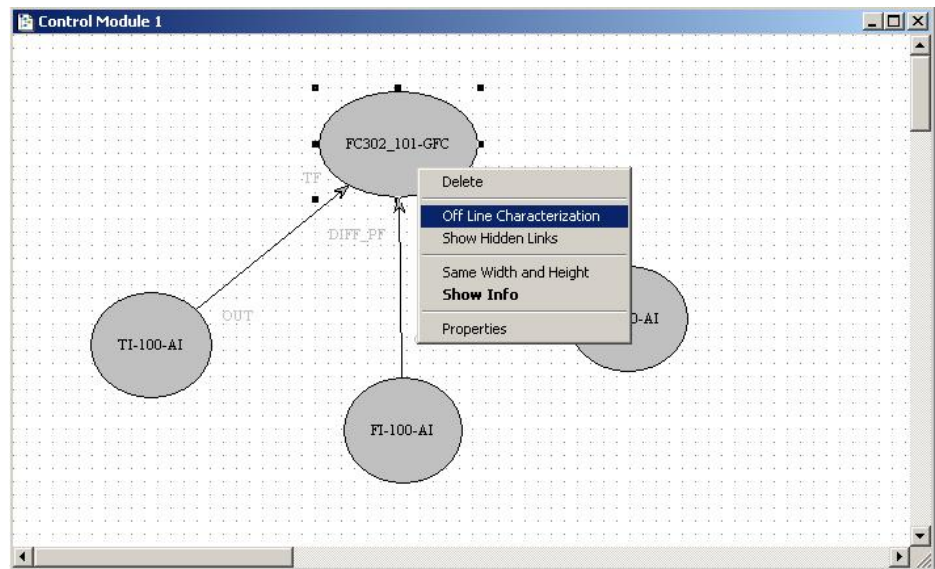 Control Module 1
FC302_101-GFC
TF
Delete
Off Line Characterization
DIFF_PF
Show Hidden Links
Same Width and Height
Show Info
OUT
0-AI
Properties
TI-100-AI
FI-100-AI